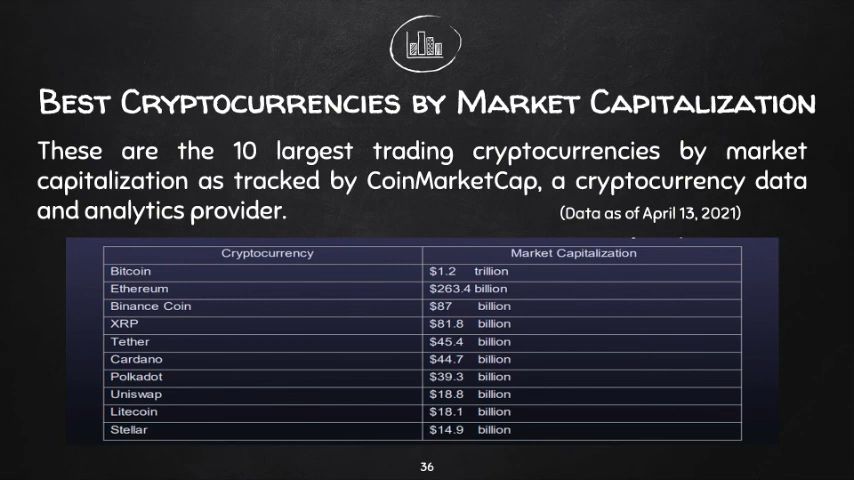 Best Cryptocurrencies by Market Capitalization
These are the 10 largest trading cryptocurrencies by market
capitalization as tracked by CoinMarketCap, a cryptocurrency data
and analytics provider. (Data as of April 13, 2021)
Cryptocurrency Market Capitalization
Bitcoin $1.2 trillion
Ethereum $263.4 billion
Binance Coin $87 billion
XRP $81.8 billion
Tether $45.4 billion
Cardano $44.7 billion
Polkadot $39.3 billion
Uniswap $18.8 billion
Litecoin $18.1 billion
Stellar $14.9 billion
36